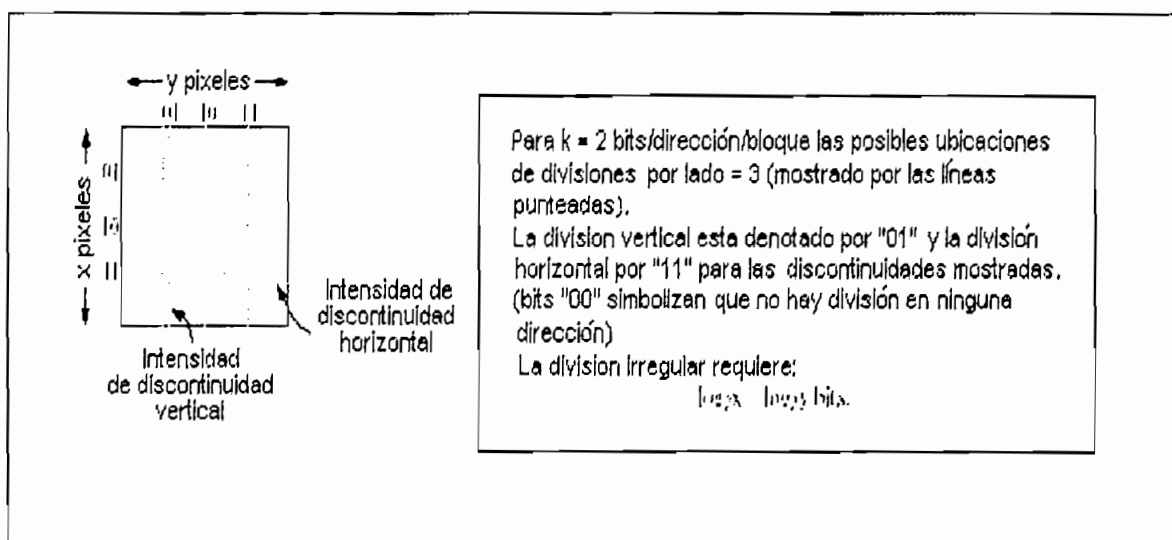 y pixeles
01 10 11
x pixeles
01
10
11
Intensidad de
discontinuidad
horizontal
Intensidad
de discontinuidad
vertical
Para k = 2 bits/dirección/bloque las posibles ubicaciones
de divisiones por lado = 3 (mostrado por las líneas
punteadas).
La division vertical esta denotado por "01" y la división
horizontal por "11" para las discontinuidades mostradas.
(bits "00" simbolizan que no hay división en ninguna
dirección)
La division irregular requiere:
bits.